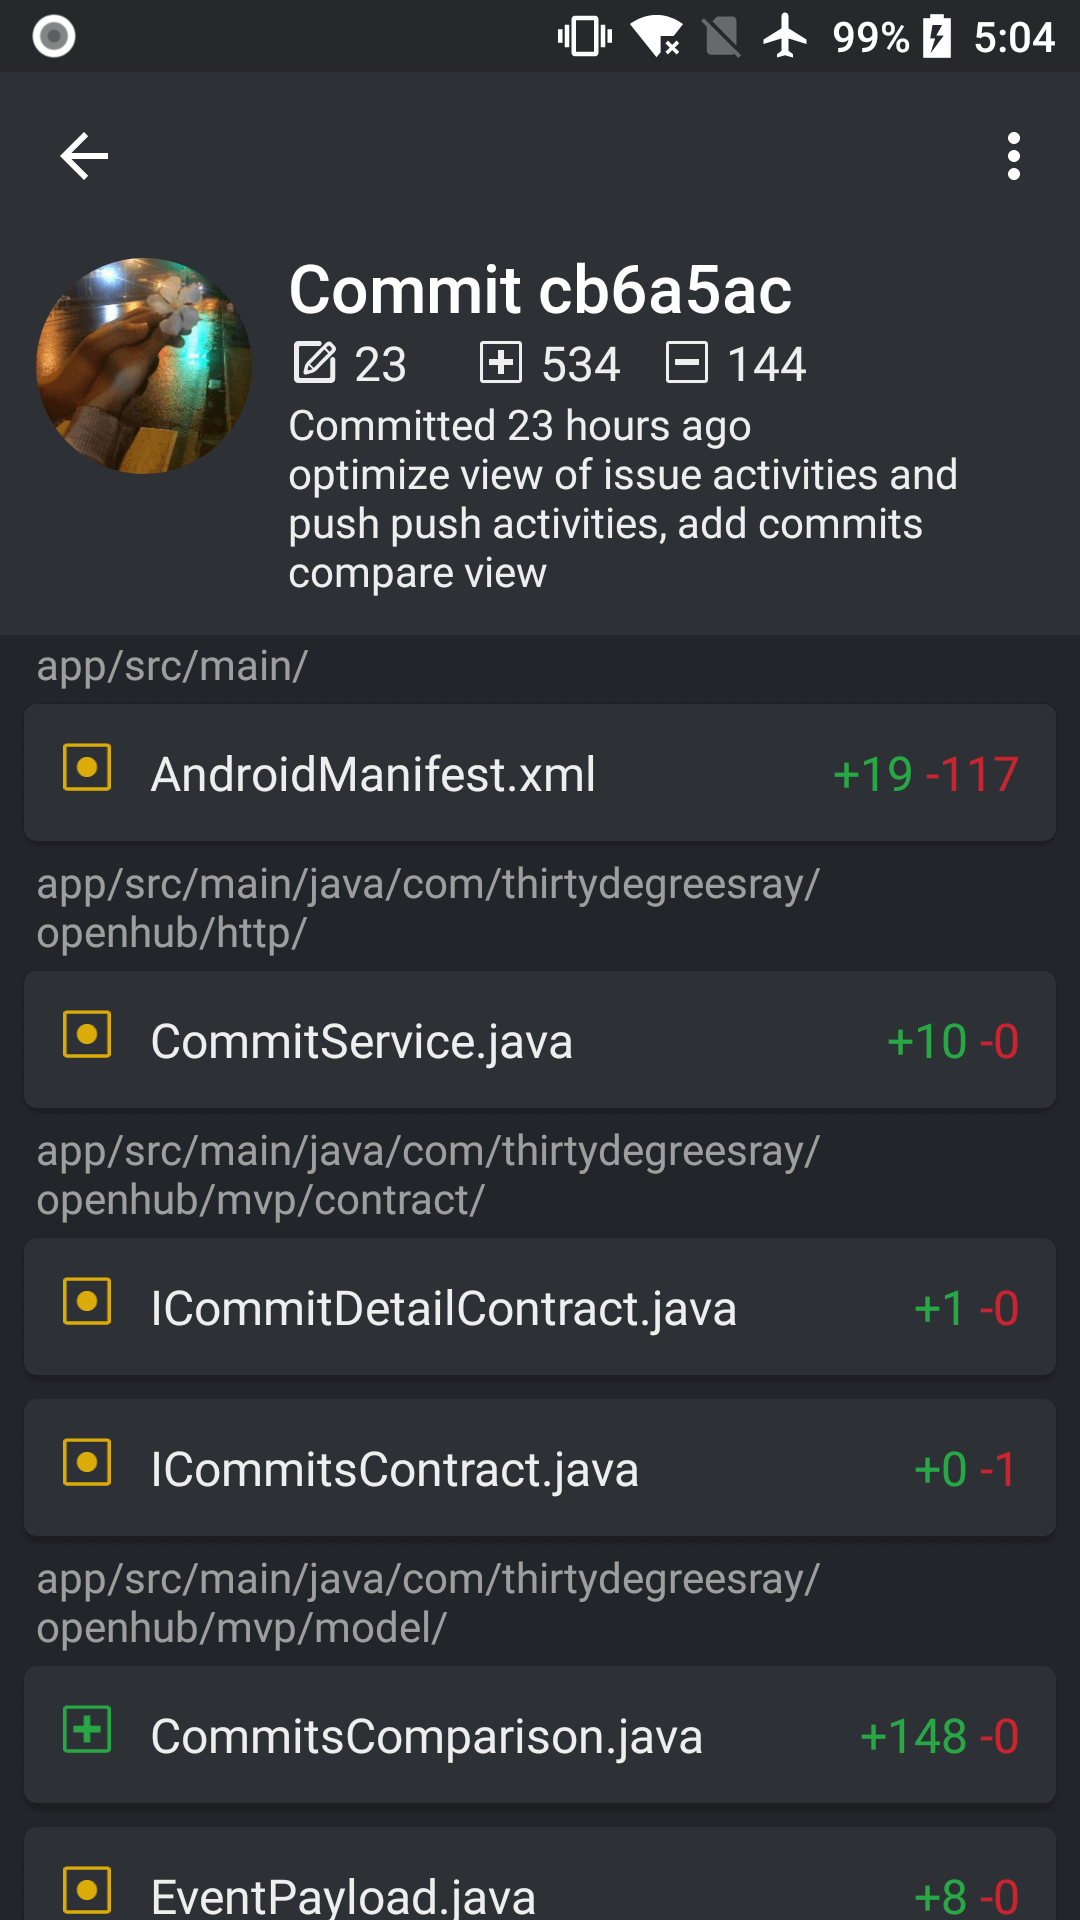 99% 5:04
Commit cb6a5ac
23 534 144
Committed 23 hours ago
optimize view of issue activities and
push push activities, add commits
compare view
app/src/main/
AndroidManifest.xml +19 -117
app/src/main/java/com/thirtydegreesray/
openhub/http/
CommitService.java +10 -0
app/src/main/java/com/thirtydegreesray/
openhub/mvp/contract/
ICommitDetailContract.java +1 -0
ICommitsContract.java +0 -1
app/src/main/java/com/thirtydegreesray/
openhub/mvp/model/
CommitsComparison.java +148 -0
EventPayload.java +8 -0